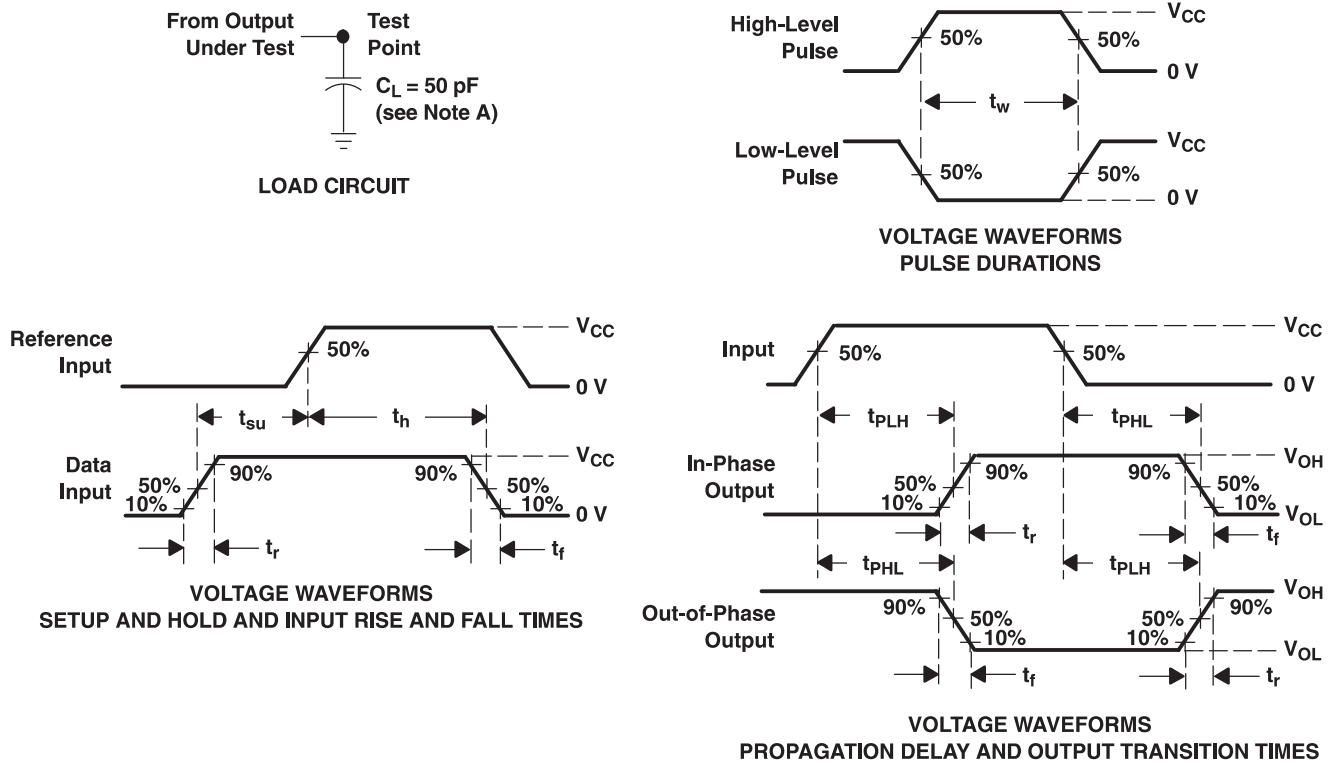 From Output
Under Test
Test
Point
C_L = 50 pF
(see Note A)
LOAD CIRCUIT
High-Level
Pulse
50%
50%
V_CC
0 V
t_w
Low-Level
Pulse
50%
50%
V_CC
0 V
VOLTAGE WAVEFORMS
PULSE DURATIONS
Reference
Input
50%
V_CC
0 V
t_su
t_h
Data
Input
50%
10%
90%
90%
50%
10%
V_CC
0 V
t_r
t_f
VOLTAGE WAVEFORMS
SETUP AND HOLD AND INPUT RISE AND FALL TIMES
Input
50%
50%
V_CC
0 V
t_PLH
t_PHL
In-Phase
Output
50%
10%
90%
90%
50%
10%
V_OH
V_OL
t_r
t_f
t_PHL
t_PLH
Out-of-Phase
Output
90%
50%
10%
50%
10%
90%
V_OH
V_OL
t_f
t_r
VOLTAGE WAVEFORMS
PROPAGATION DELAY AND OUTPUT TRANSITION TIMES